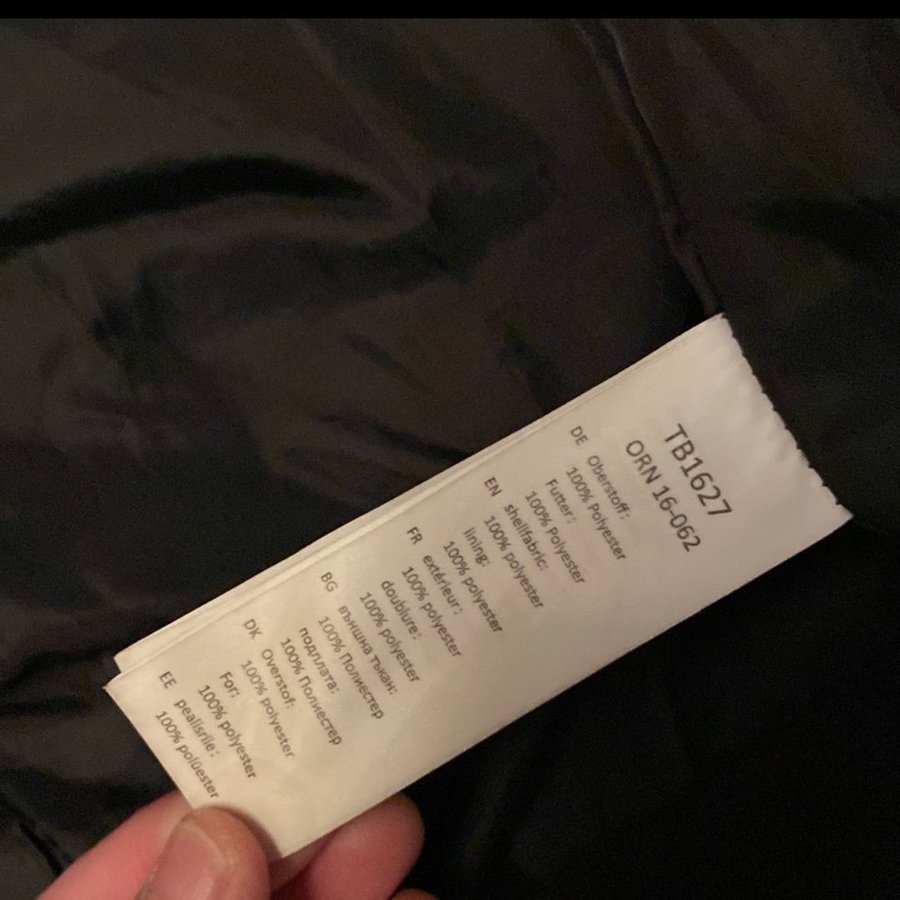 TB1627
ORN 16-062
DE Oberstoff:
100% Polyester
Futter:
100% Polyester
EN shellfabric:
100% polyester
lining:
100% polyester
FR extérieur:
100% polyester
doublure:
100% polyester
BG външна тъкан:
100% Полиестер
подплата:
100% Полиестер
DK Overstof:
100% polyester
For:
100% polyester
EE pealisriie:
100% polüester